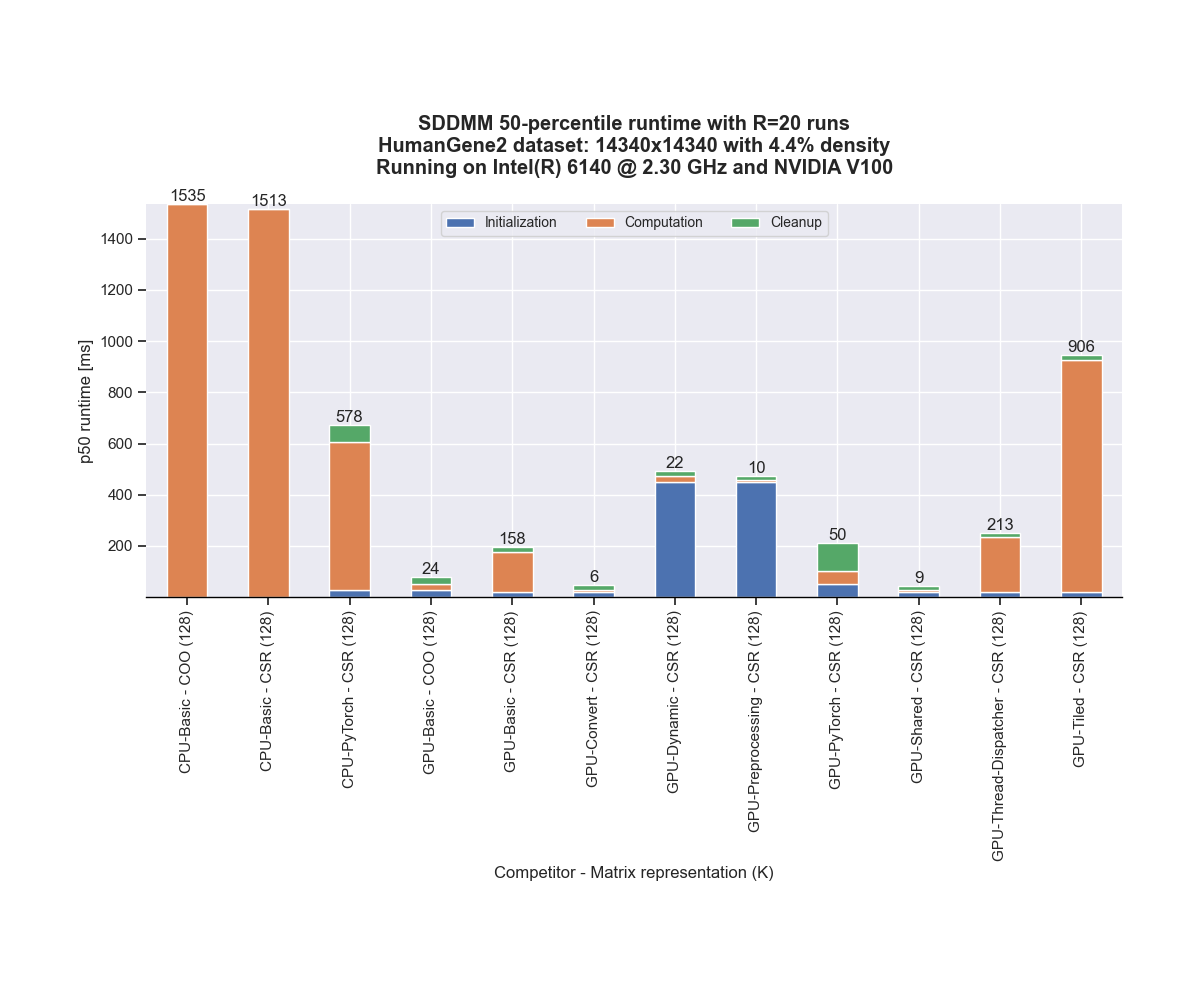 SDDMM 50-percentile runtime with R=20 runs
HumanGene2 dataset: 14340x14340 with 4.4% density
Running on Intel(R) 6140 @ 2.30 GHz and NVIDIA V100
Initialization Computation Cleanup
1535
1513
578
24
158
6
22
10
50
9
213
906
1400
1200
1000
800
600
400
200
p50 runtime [ms]
CPU-Basic - COO (128)
CPU-Basic - CSR (128)
CPU-PyTorch - CSR (128)
GPU-Basic - COO (128)
GPU-Basic - CSR (128)
GPU-Convert - CSR (128)
GPU-Dynamic - CSR (128)
GPU-Preprocessing - CSR (128)
GPU-PyTorch - CSR (128)
GPU-Shared - CSR (128)
GPU-Thread-Dispatcher - CSR (128)
GPU-Tiled - CSR (128)
Competitor - Matrix representation (K)